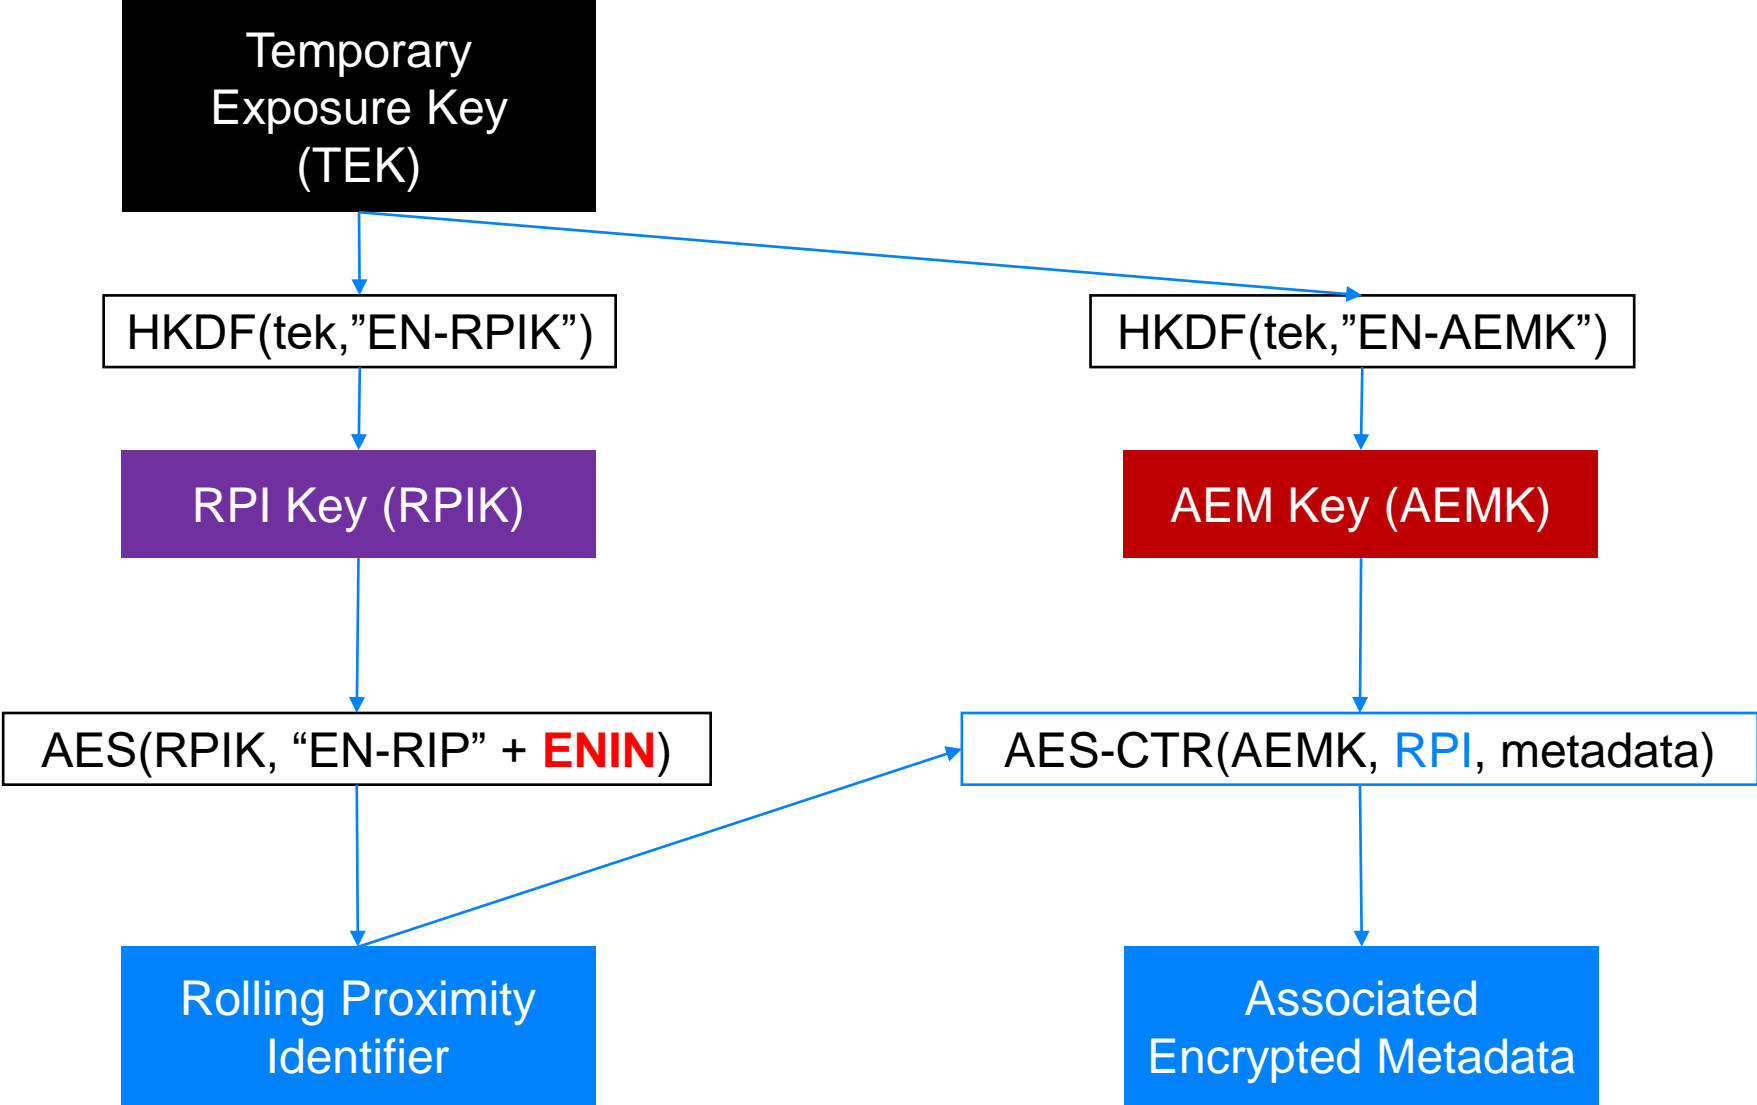 Temporary
Exposure Key
(TEK)
HKDF(tek,”EN-RPIK”)
HKDF(tek,”EN-AEMK”)
RPI Key (RPIK)
AEM Key (AEMK)
AES(RPIK, “EN-RIP” + ENIN)
AES-CTR(AEMK, RPI, metadata)
Rolling Proximity
Identifier
Associated
Encrypted Metadata